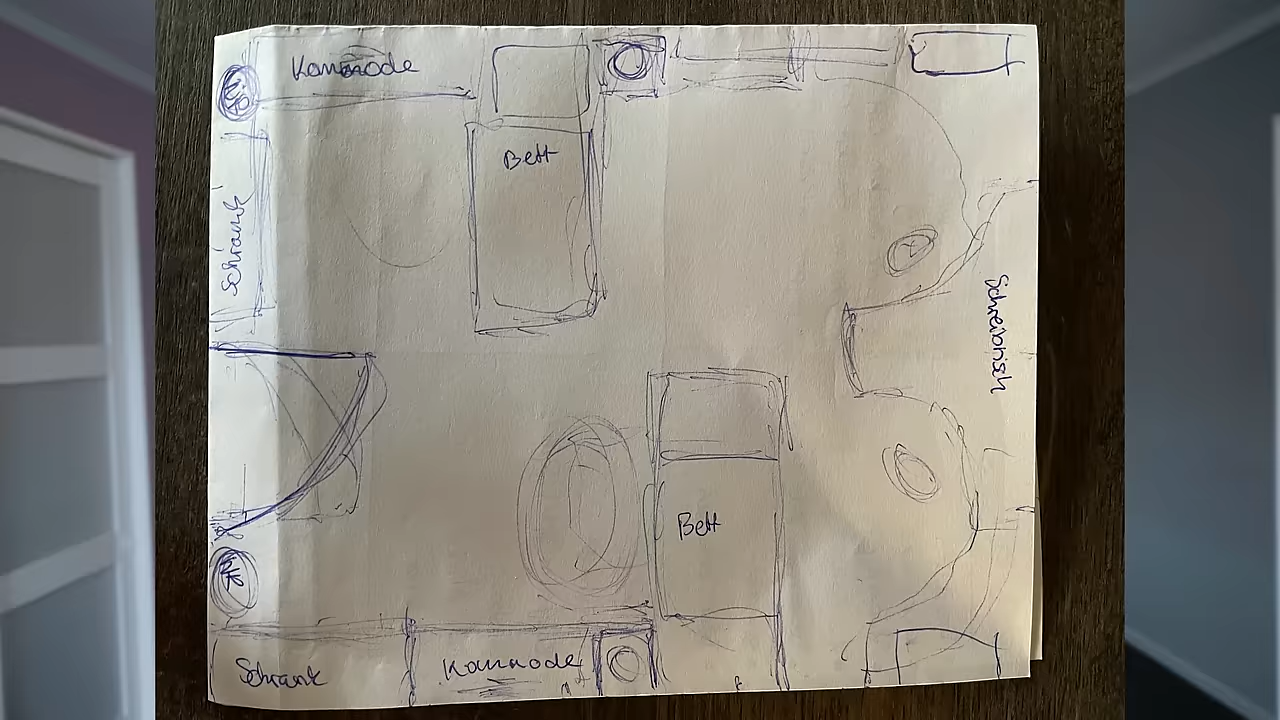 Kommode
Bett
Schrank
Schreibtisch
Bett
Schrank
Kommode